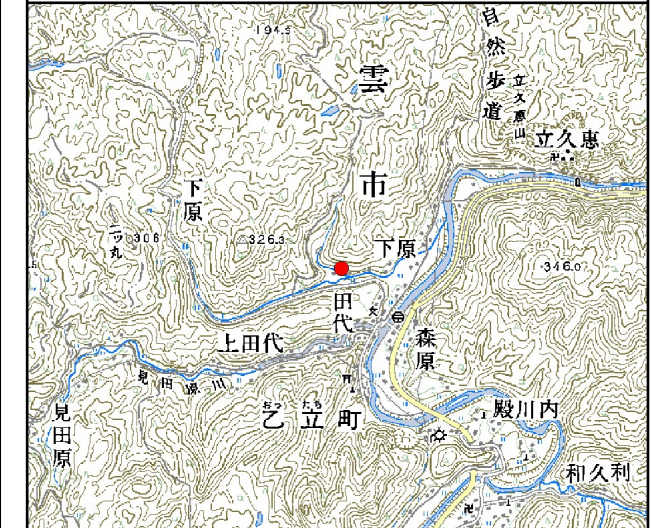 194.5
雲
市
自然歩道
立久恵山
立久恵
下原
二ッ丸
306
326.3
下原
346.0
田代
上田代
森原
見田原川
おっ たち
乙立町
見田原
殿川内
和久利